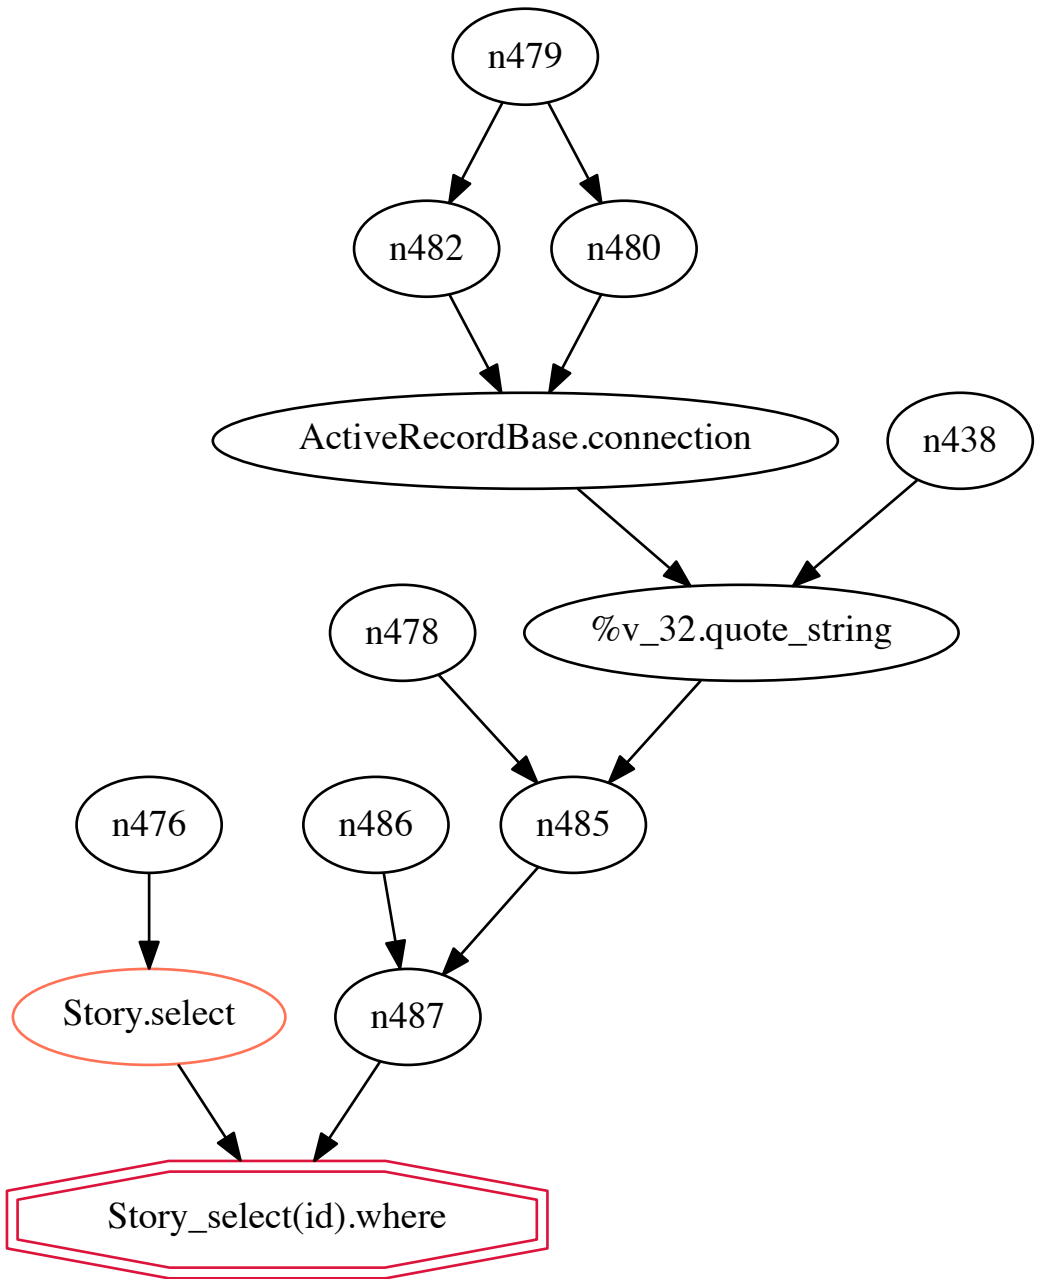 n479
n482
n480
ActiveRecordBase.connection
n438
n478
%v_32.quote_string
n476
n486
n485
Story.select
n487
Story_select(id).where